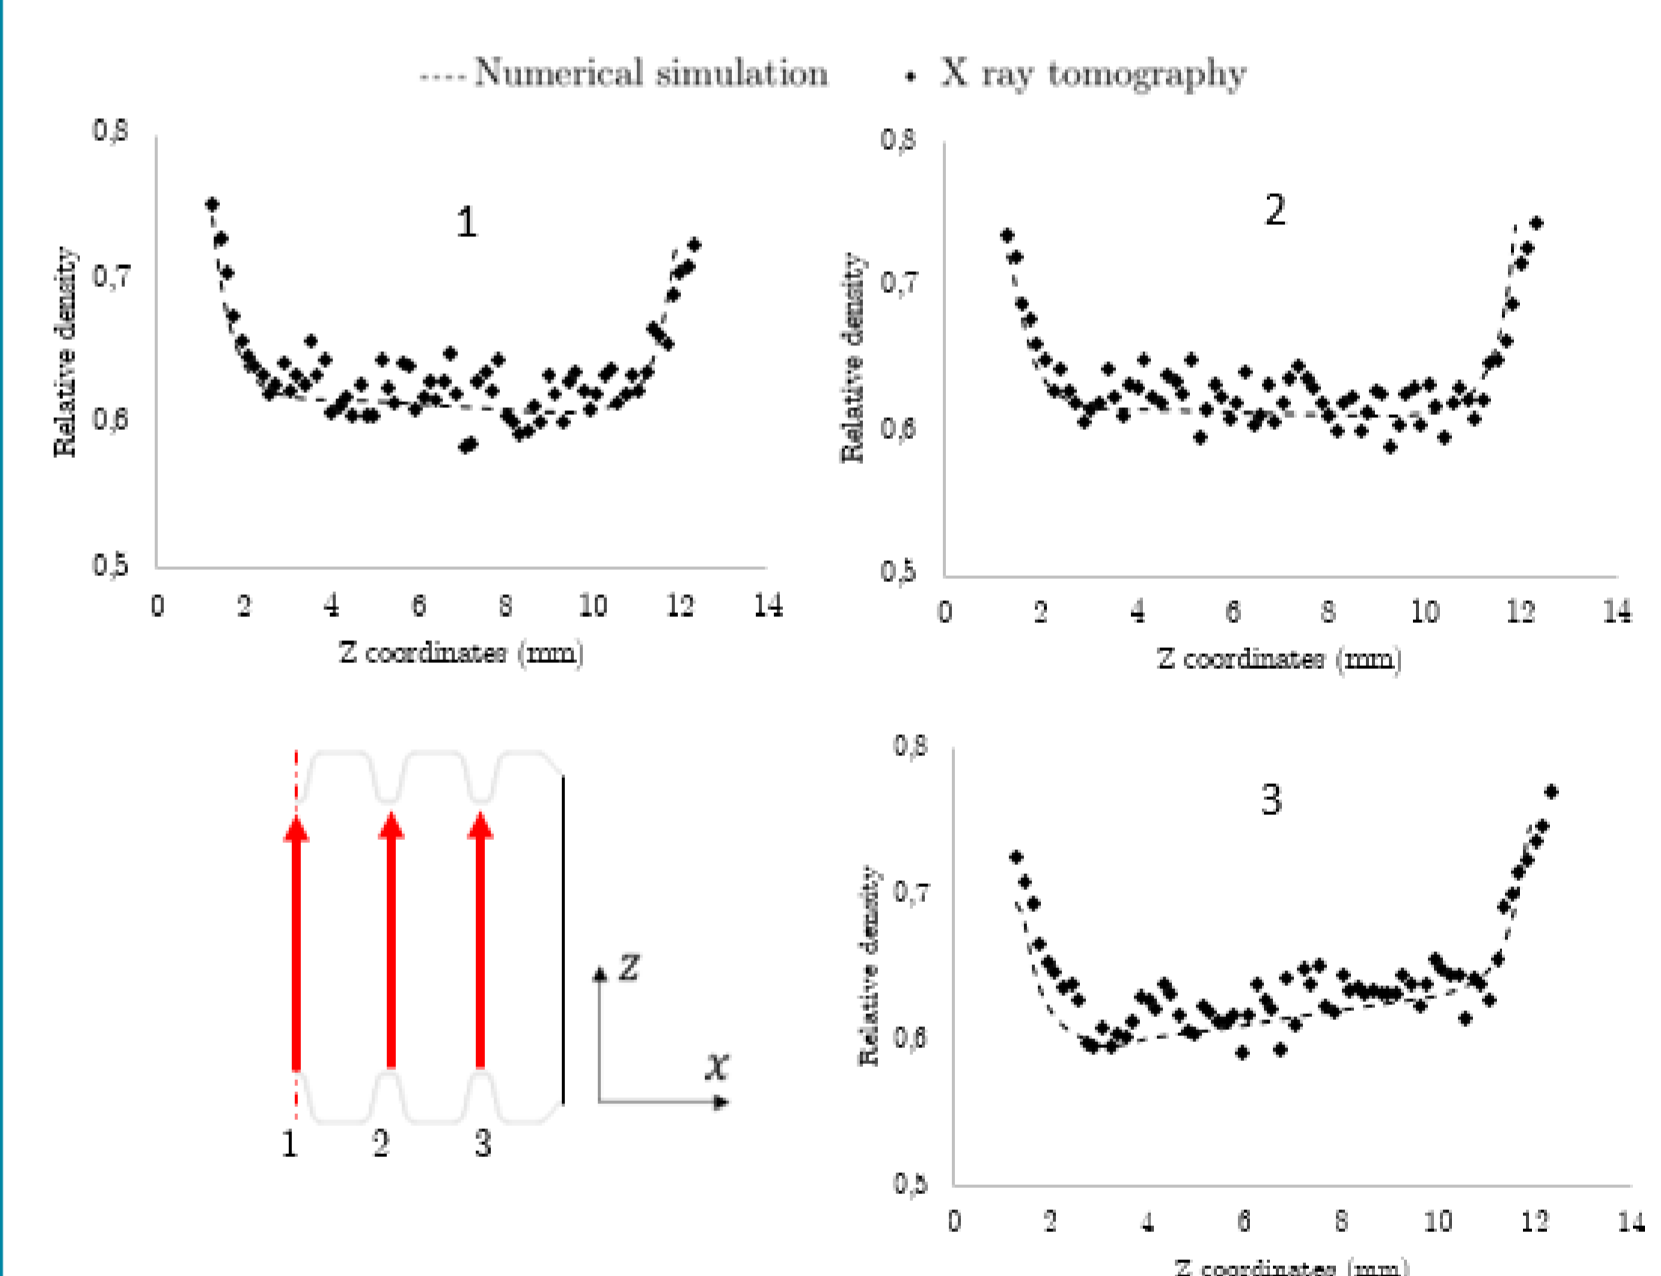 Numerical simulation
X ray tomography
0,8
0,7
0,6
0,5
Relative density
1
0 2 4 6 8 10 12 14
Z coordinates (mm)
0,8
0,7
0,6
0,5
Relative density
2
0 2 4 6 8 10 12 14
Z coordinates (mm)
z
x
1 2 3
0,8
0,7
0,6
0,5
Relative density
3
0 2 4 6 8 10 12 14
Z coordinates (mm)